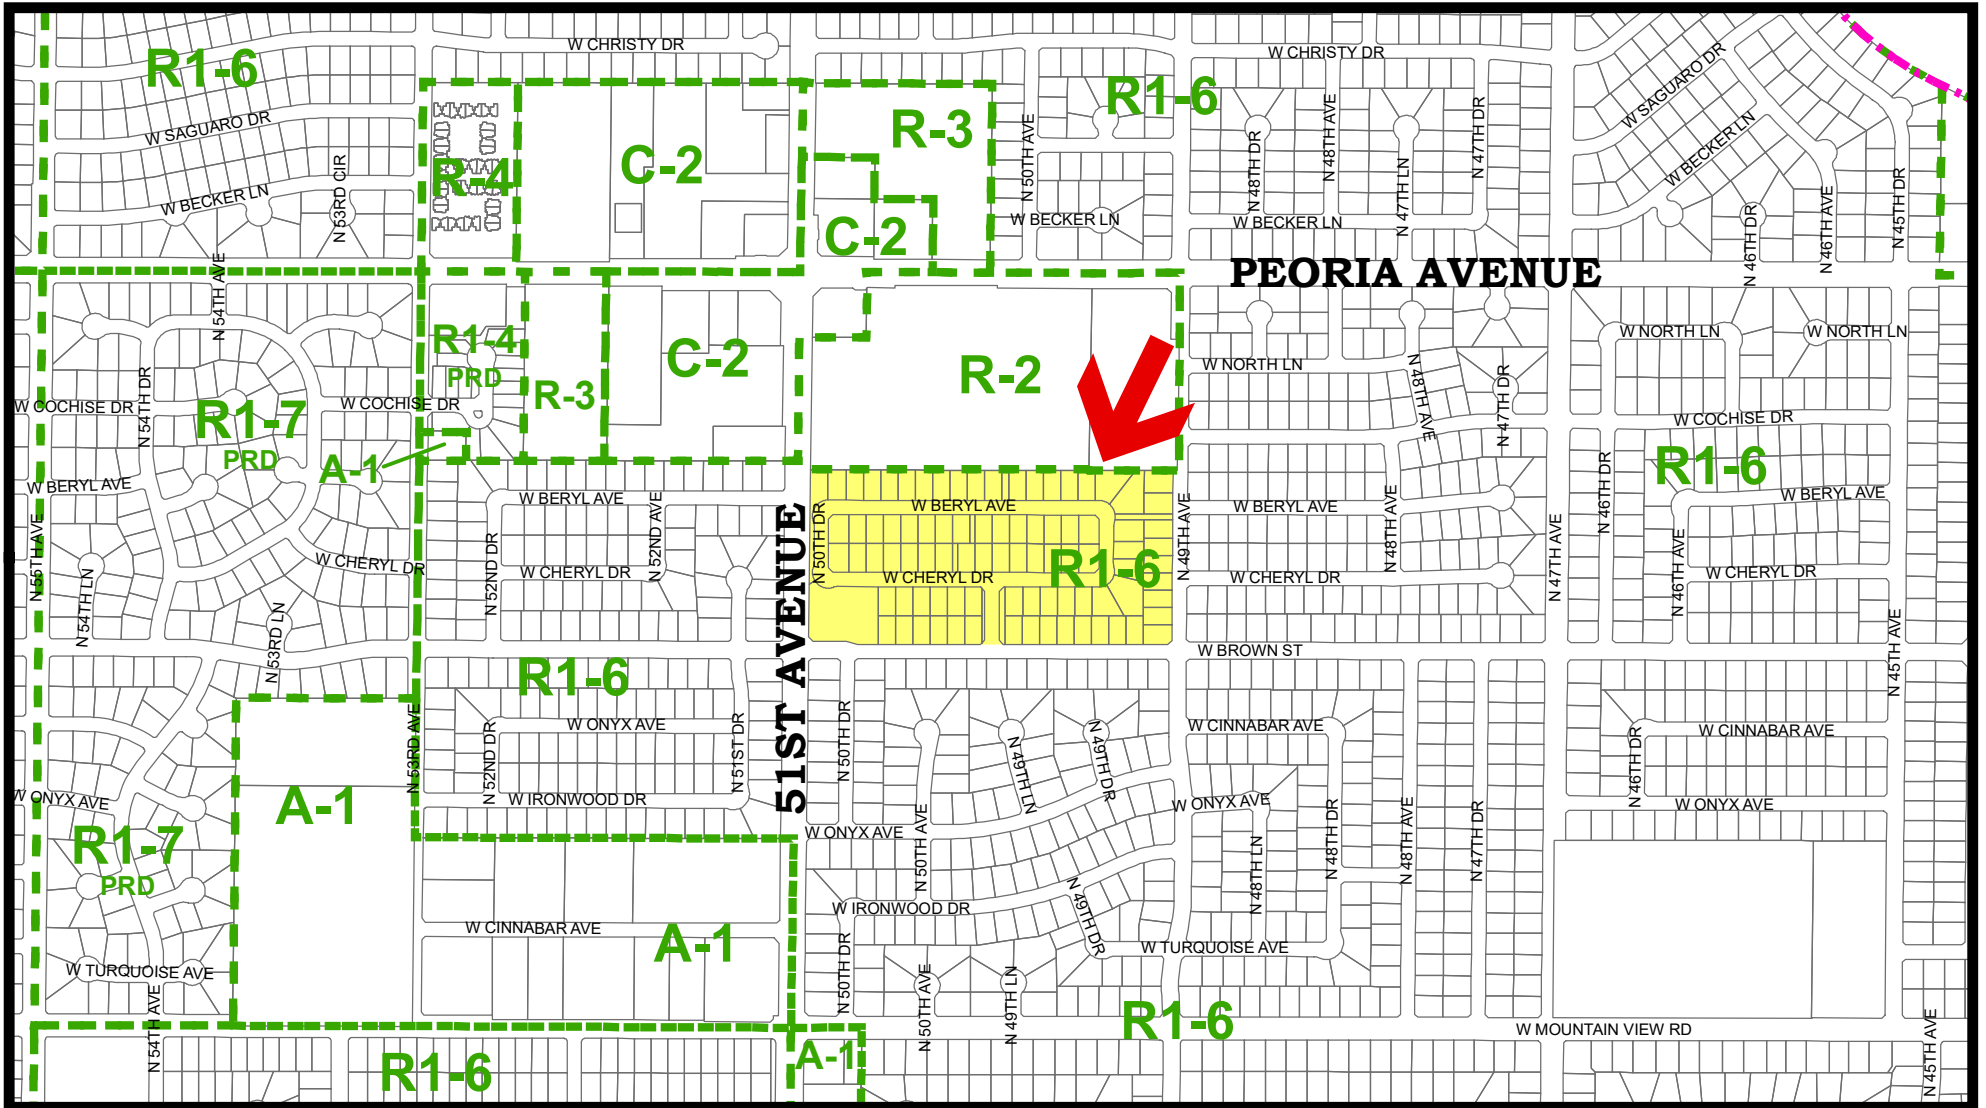 W CHRISTY DR
W CHRISTY DR
R1-6
R1-6
R-3
W SAGUARO DR
W SAGUARO DR
R-4
C-2
N 53RD CIR
N 50TH AVE
N 48TH DR
N 48TH AVE
N 47TH LN
N 47TH DR
W BECKER LN
W BECKER LN
W BECKER LN
W BECKER LN
C-2
N 46TH DR
N 46TH AVE
N 45TH DR
PEORIA AVENUE
N 54TH AVE
R1-4
PRD
R-3
C-2
R-2
W NORTH LN
W NORTH LN
W NORTH LN
N 54TH DR
W COCHISE DR
W COCHISE DR
W COCHISE DR
N 48TH AVE
N 47TH DR
R1-7
PRD
A-1
R1-6
W BERYL AVE
W BERYL AVE
W BERYL AVE
W BERYL AVE
W BERYL AVE
N 55TH AVE
N 54TH LN
N 52ND DR
N 52ND AVE
51ST AVENUE
N 50TH DR
N 49TH AVE
N 48TH AVE
N 47TH AVE
N 46TH DR
N 46TH AVE
W CHERYL DR
W CHERYL DR
W CHERYL DR
W CHERYL DR
W CHERYL DR
R1-6
N 53RD LN
N 45TH AVE
W BROWN ST
R1-6
W ONYX AVE
W CINNABAR AVE
W CINNABAR AVE
N 53RD AVE
N 52ND DR
N 51ST DR
N 50TH DR
N 49TH LN
N 49TH DR
N 46TH DR
W ONYX AVE
A-1
W IRONWOOD DR
W ONYX AVE
W ONYX AVE
W ONYX AVE
N 50TH AVE
N 48TH LN
N 48TH DR
N 48TH AVE
N 47TH DR
R1-7
PRD
W IRONWOOD DR
N 49TH DR
W CINNABAR AVE
A-1
W TURQUOISE AVE
W TURQUOISE AVE
N 54TH AVE
N 50TH DR
N 50TH AVE
N 49TH LN
R1-6
W MOUNTAIN VIEW RD
N 45TH AVE
R1-6
A-1